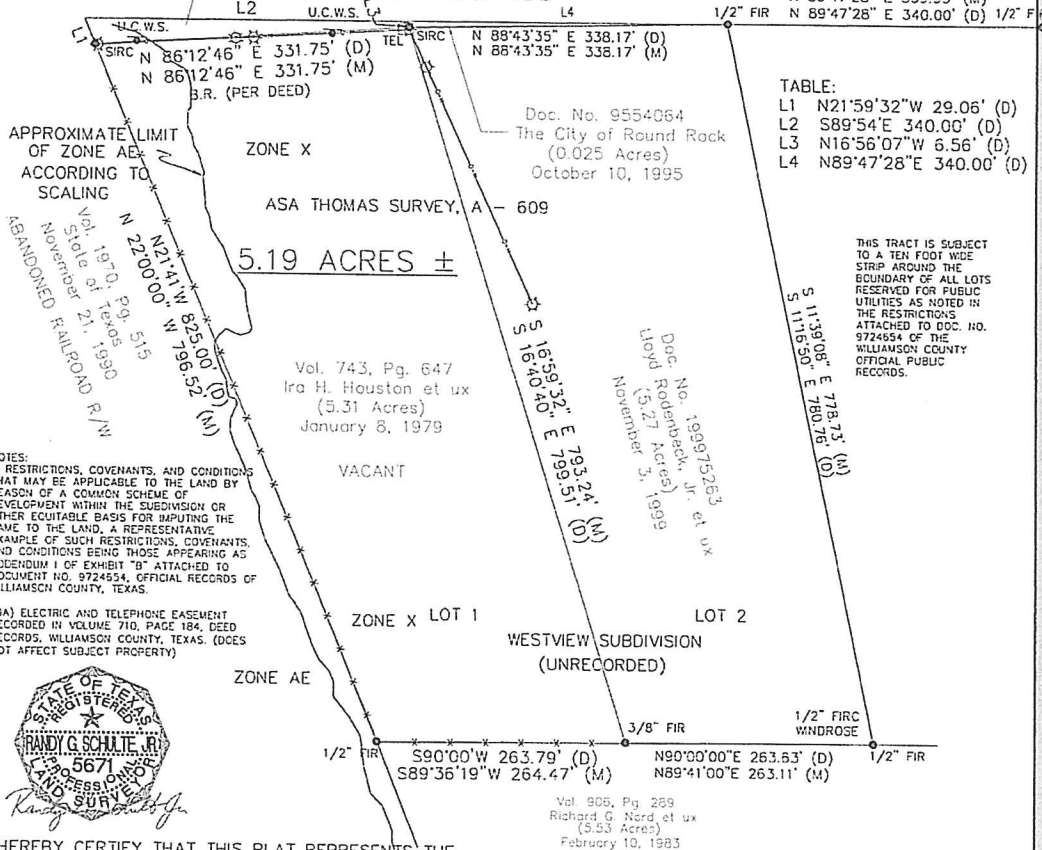 L2
U.C.W.S.
L4
1/2" FIR
N 89°47'28" E 340.00' (D)
U.C.W.S.
L1
SIRC
TEL
SIRC
N 86°12'46" E 331.75' (D)
N 86°12'46" E 331.75' (M)
B.R. (PER DEED)
N 88°43'35" E 338.17' (D)
N 88°43'35" E 338.17' (M)
TABLE:
L1 N21°59'32"W 29.06' (D)
L2 S89°54'E 340.00' (D)
L3 N16°56'07"W 6.56' (D)
L4 N89°47'28"E 340.00' (D)
APPROXIMATE LIMIT
OF ZONE AE
ACCORDING TO
SCALING
ZONE X
Doc. No. 9554064
The City of Round Rock
(0.025 Acres)
October 10, 1995
ASA THOMAS SURVEY, A - 609
5.19 ACRES ±
Vol. 1970, Pg. 515
State of Texas
November 21, 1990
ABANDONED RAILROAD R/W
N21°41'W 825.00' (D)
N 22°00'00" W 796.52' (M)
THIS TRACT IS SUBJECT
TO A TEN FOOT WIDE
STRIP AROUND THE
BOUNDARY OF ALL LOTS
RESERVED FOR PUBLIC
UTILITIES AS NOTED IN
THE RESTRICTIONS
ATTACHED TO DOC. NO.
9724654 OF THE
WILLIAMSON COUNTY
OFFICIAL PUBLIC
RECORDS.
S 11°39'08" E 778.73' (M)
S 11°16'50" E 780.76' (D)
Vol. 743, Pg. 647
Ira H. Houston et ux
(5.31 Acres)
January 8, 1979
VACANT
S 16°59'32" E 793.24' (M)
S 16°40'40" E 799.51' (D)
Doc. No. 199975263
Lloyd Rodenbeck, Jr. et ux
(5.27 Acres)
November 3, 1999
OTES:
RESTRICTIONS, COVENANTS, AND CONDITIONS
HAT MAY BE APPLICABLE TO THE LAND BY
EASON OF A COMMON SCHEME OF
EVELOPMENT WITHIN THE SUBDIVISION OR
THER EQUITABLE BASIS FOR IMPUTING THE
AME TO THE LAND, A REPRESENTATIVE
XAMPLE OF SUCH RESTRICTIONS, COVENANTS,
ND CONDITIONS BEING THOSE APPEARING AS
DDENDUM I OF EXHIBIT "B" ATTACHED TO
OCUMENT NO. 9724554, OFFICIAL RECORDS OF
ILLIAMSON COUNTY, TEXAS.
A) ELECTRIC AND TELEPHONE EASEMENT
ECORDED IN VOLUME 710, PAGE 184, DEED
ECORDS, WILLIAMSON COUNTY, TEXAS. (DOES
OT AFFECT SUBJECT PROPERTY)
ZONE X LOT 1
LOT 2
WESTVIEW SUBDIVISION
(UNRECORDED)
ZONE AE
STATE OF TEXAS
REGISTERED
RANDY G. SCHULTE, JR
5671
PROFESSIONAL
LAND SURVEYOR
1/2" FIR
3/8" FIR
1/2" FIRC
WINDROSE
1/2" FIR
S90°00'W 263.79' (D)
S89°36'19"W 264.47' (M)
N90°00'00"E 263.63' (D)
N89°41'00"E 263.11' (M)
Vol. 906, Pg. 289
Richard G. Nord et ux
(5.53 Acres)
February 10, 1983
HEREBY CERTIFY THAT THIS PLAT REPRESENTS THE